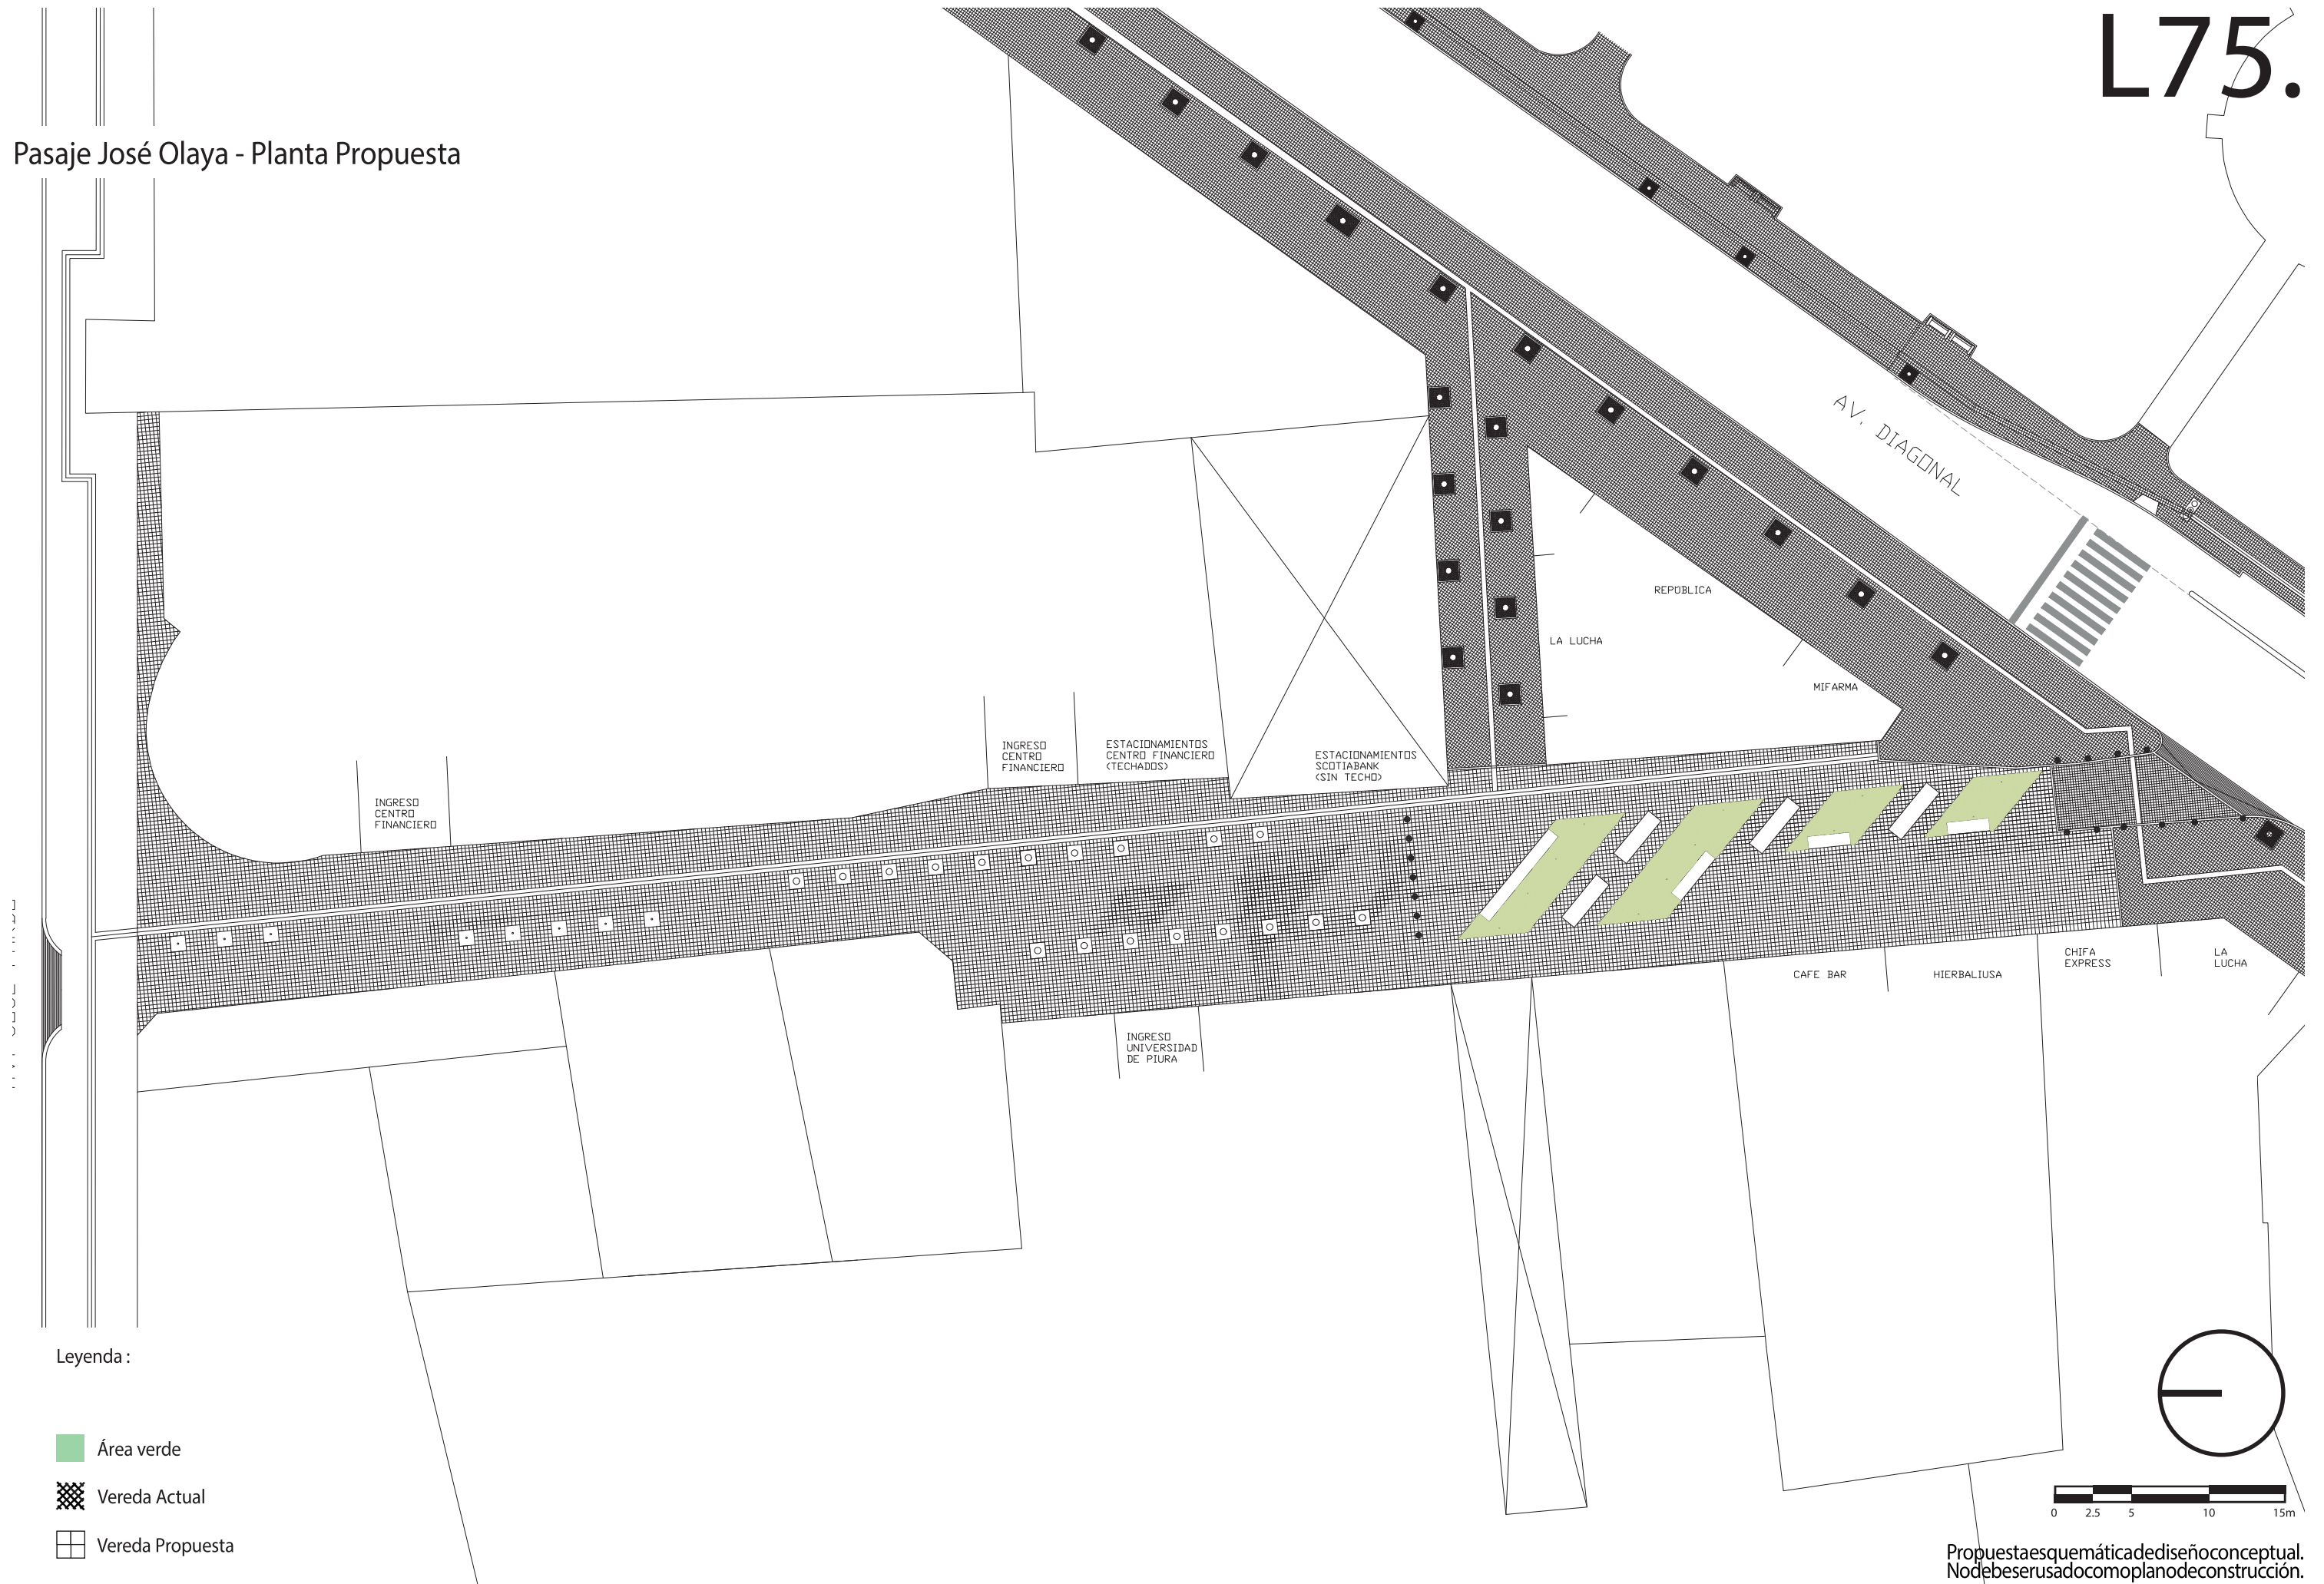 L75.
Pasaje José Olaya - Planta Propuesta
AV. DIAGONAL
REPÚBLICA
LA LUCHA
MIFARMA
INGRESO
CENTRO
FINANCIERO
ESTACIONAMIENTOS
CENTRO FINANCIERO
(TECHADOS)
ESTACIONAMIENTOS
SCOTIABANK
(SIN TECHO)
INGRESO
CENTRO
FINANCIERO
CAFE BAR
HIERBALIUSA
CHIFA
EXPRESS
LA
LUCHA
INGRESO
UNIVERSIDAD
DE PIURA
Leyenda :
Área verde
Vereda Actual
Vereda Propuesta
0 2.5 5 10 15m
Propuestaesquemáticadediseñoconceptual.
Nodebeserusadocomoplanodeconstrucción.